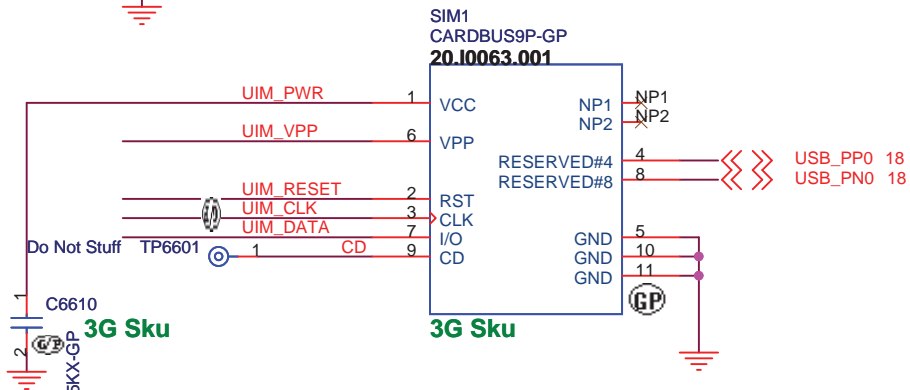 SIM1
CARDBUS9P-GP
20.I0063.001
UIM_PWR 1 VCC NP1 NP1
NP2 NP2
UIM_VPP 6 VPP
RESERVED#4 4 USB_PP0 18
RESERVED#8 8 USB_PN0 18
UIM_RESET 2 RST
UIM_CLK 3 CLK
UIM_DATA 7 I/O GND 5
Do Not Stuff TP6601 1 CD 9 CD GND 10
GND 11
GP
1 C6610
3G Sku 3G Sku
2 G/P
5KX-GP